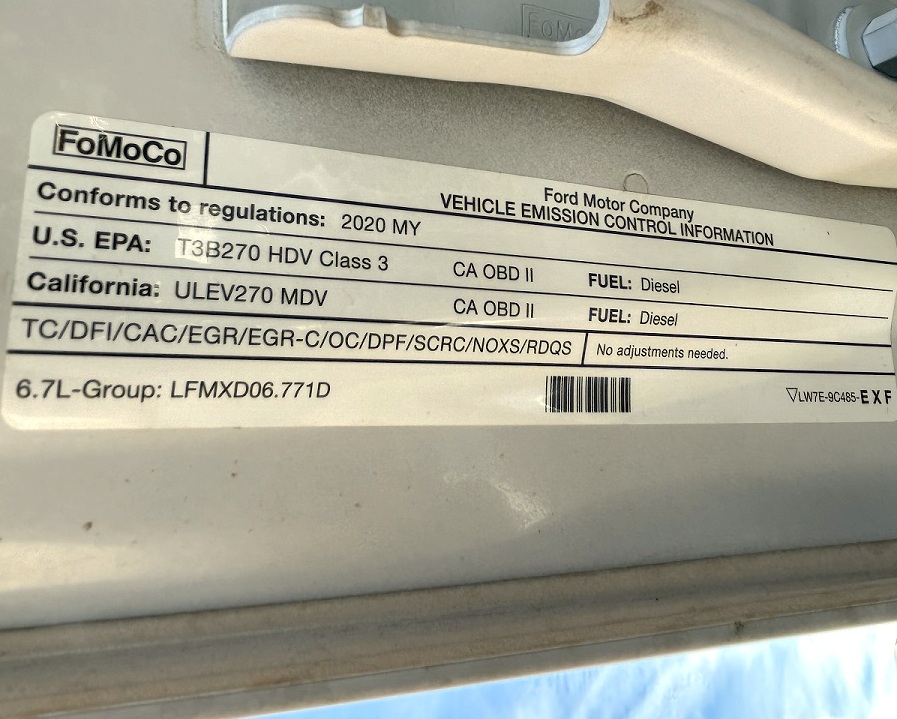 FoMoCo
FoMoCo
Ford Motor Company
VEHICLE EMISSION CONTROL INFORMATION
Conforms to regulations: 2020 MY
U.S. EPA: T3B270 HDV Class 3 CA OBD II FUEL: Diesel
California: ULEV270 MDV CA OBD II FUEL: Diesel
TC/DFI/CAC/EGR/EGR-C/OC/DPF/SCRC/NOXS/RDQS No adjustments needed.
6.7L-Group: LFMXD06.771D ▽LW7E-9C485-EXF